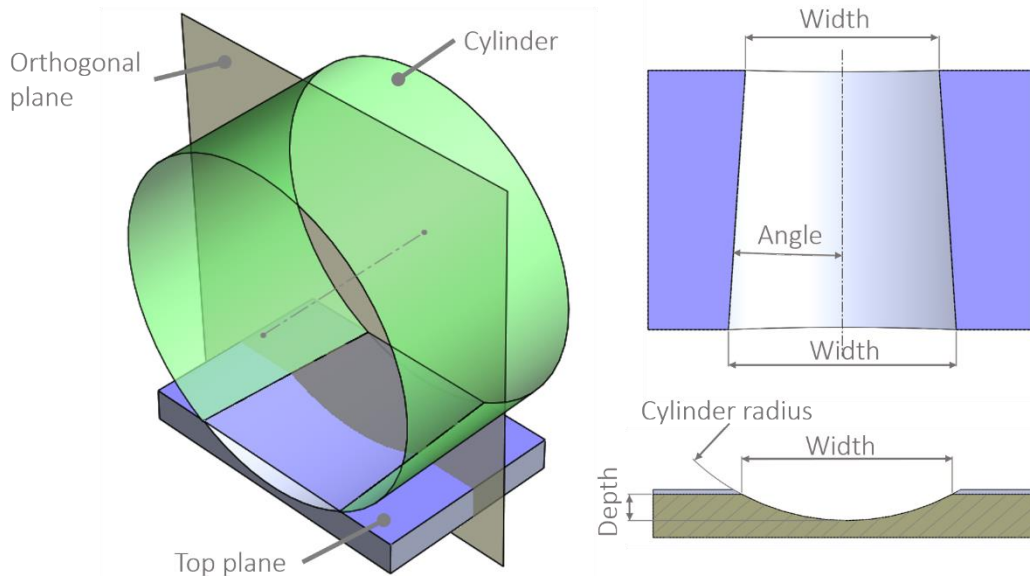 Orthogonal
plane
Cylinder
Top plane
Width
Angle
Width
Cylinder radius
Width
Depth